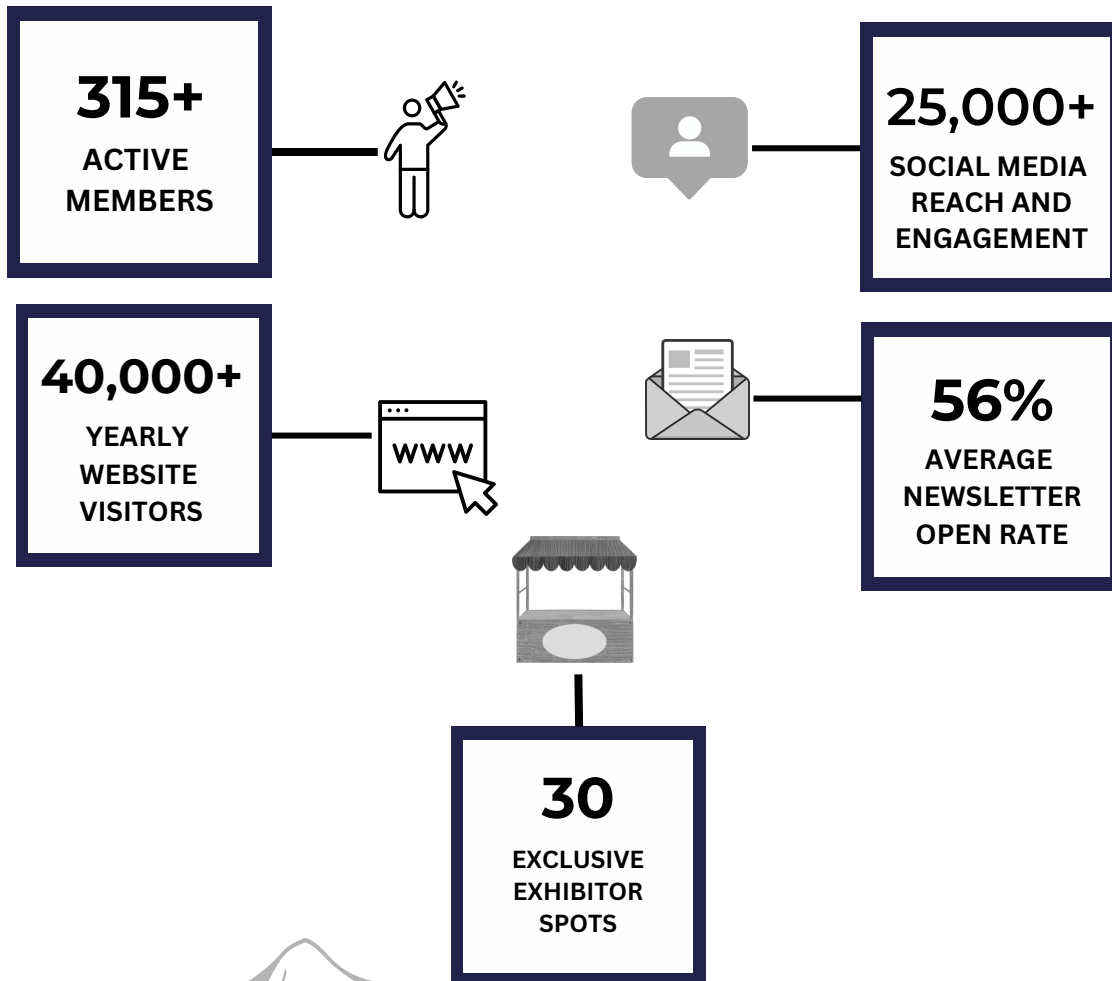 315+
ACTIVE
MEMBERS
25,000+
SOCIAL MEDIA
REACH AND
ENGAGEMENT
40,000+
YEARLY
WEBSITE
VISITORS
WWW
56%
AVERAGE
NEWSLETTER
OPEN RATE
30
EXCLUSIVE
EXHIBITOR
SPOTS